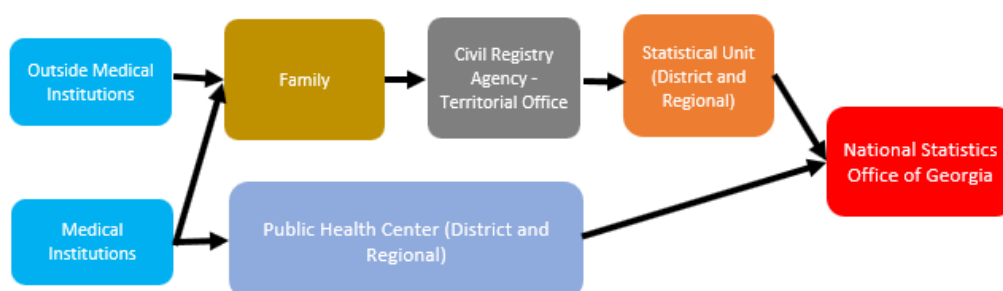 Outside Medical
Institutions
Family
Civil Registry
Agency -
Territorial Office
Statistical Unit
(District and
Regional)
National Statistics
Office of Georgia
Medical
Institutions
Public Health Center (District and
Regional)